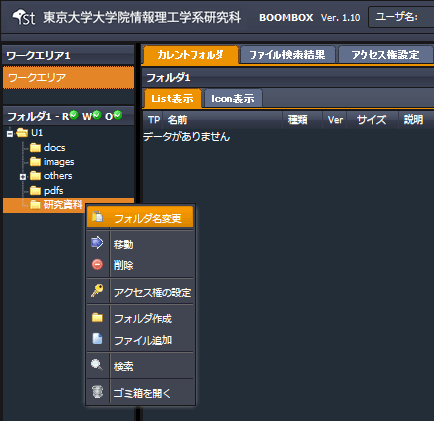 ist 東京大学大学院情報理工学系研究科 BOOMBOX Ver. 1.10 ユーザ名:
ワークエリア1
ワークエリア
カレントフォルダ ファイル検索結果 アクセス権設定
フォルダ1
フォルダ1 - R W O
List表示 Icon表示
TP 名前 種類 Ver サイズ 説明
データがありません
U1
docs
images
others
pdfs
研究資料
フォルダ名変更
移動
削除
アクセス権の設定
フォルダ作成
ファイル追加
検索
ゴミ箱を開く